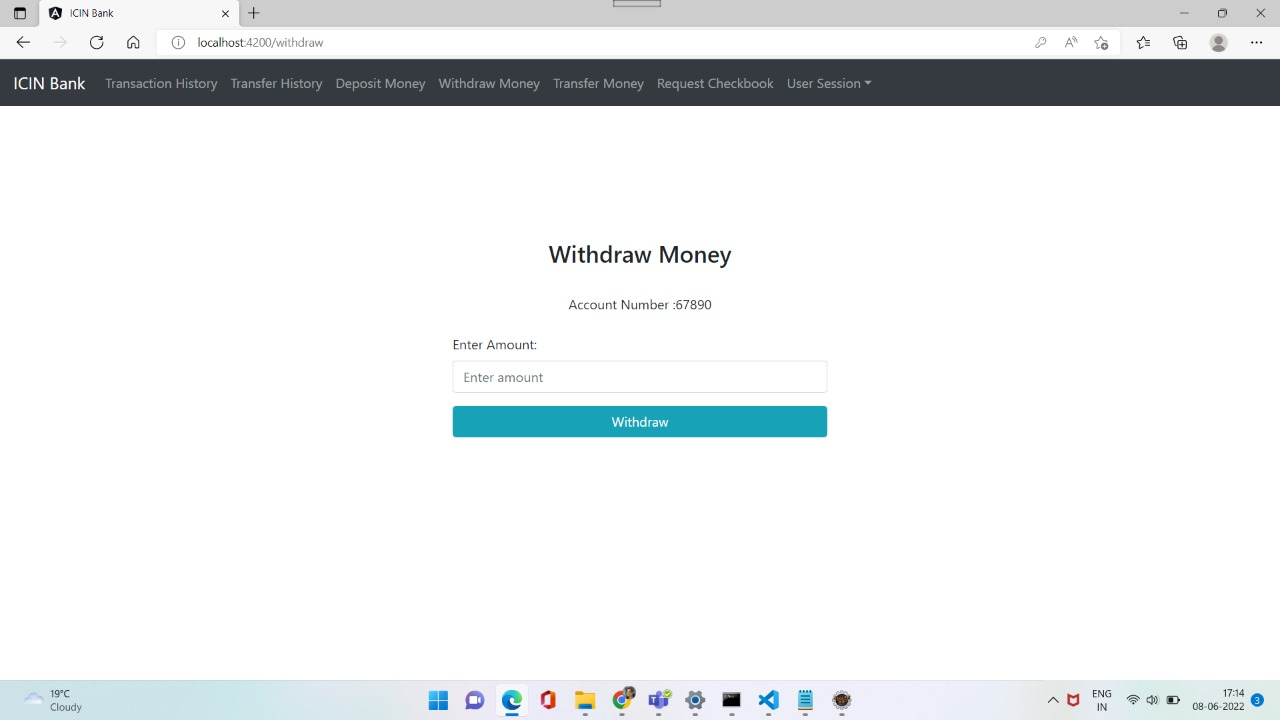 ICIN Bank
localhost:4200/withdraw
ICIN Bank Transaction History Transfer History Deposit Money Withdraw Money Transfer Money Request Checkbook User Session
Withdraw Money
Account Number :67890
Enter Amount:
Enter amount
Withdraw
19°C
Cloudy
ENG
IN
17:14
08-06-2022
3